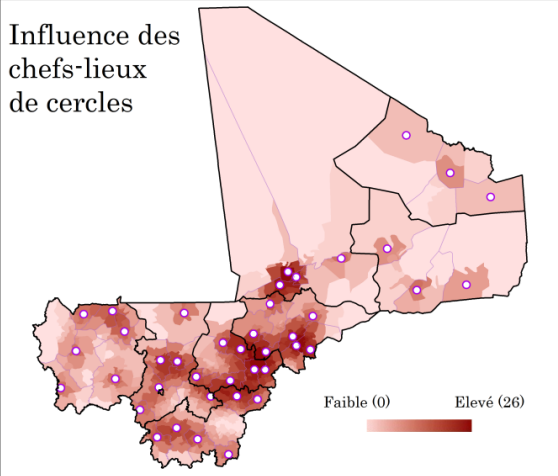 Influence des
chefs-lieux
de cercles
Faible (0) Elevé (26)